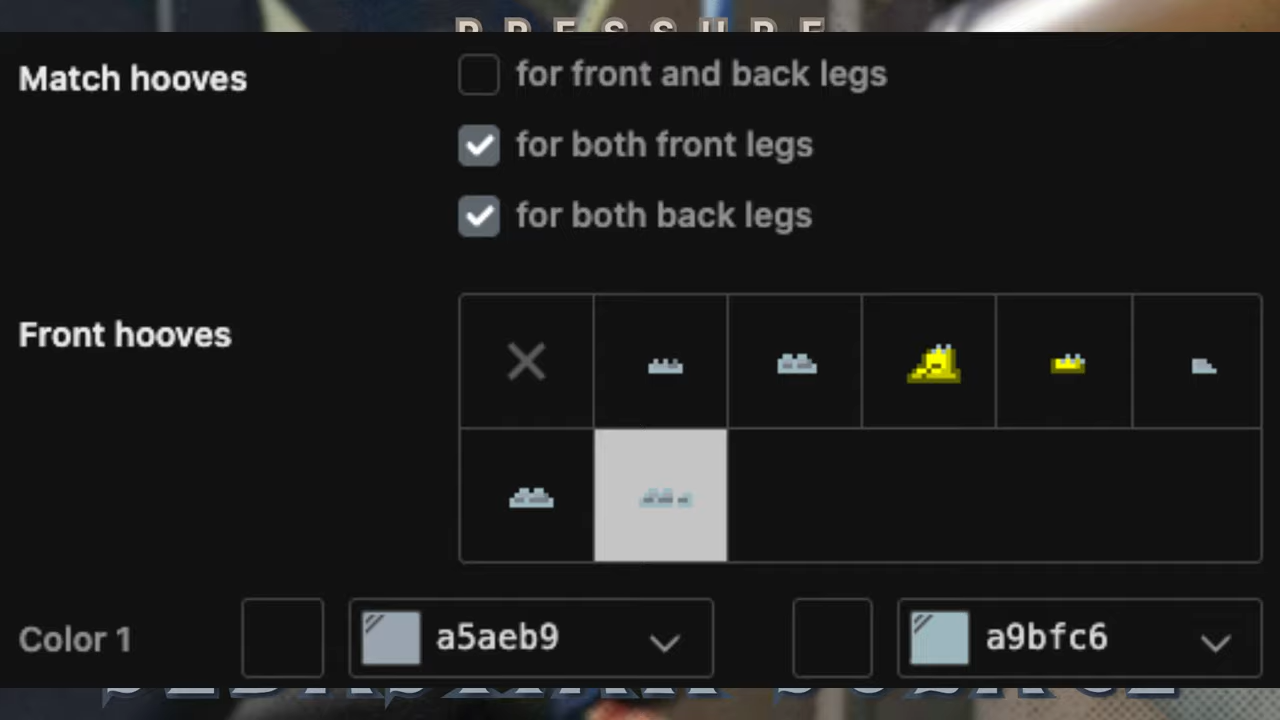 PRESSURE
Match hooves
for front and back legs
for both front legs
for both back legs
Front hooves
Color 1
a5aeb9
a9bfc6